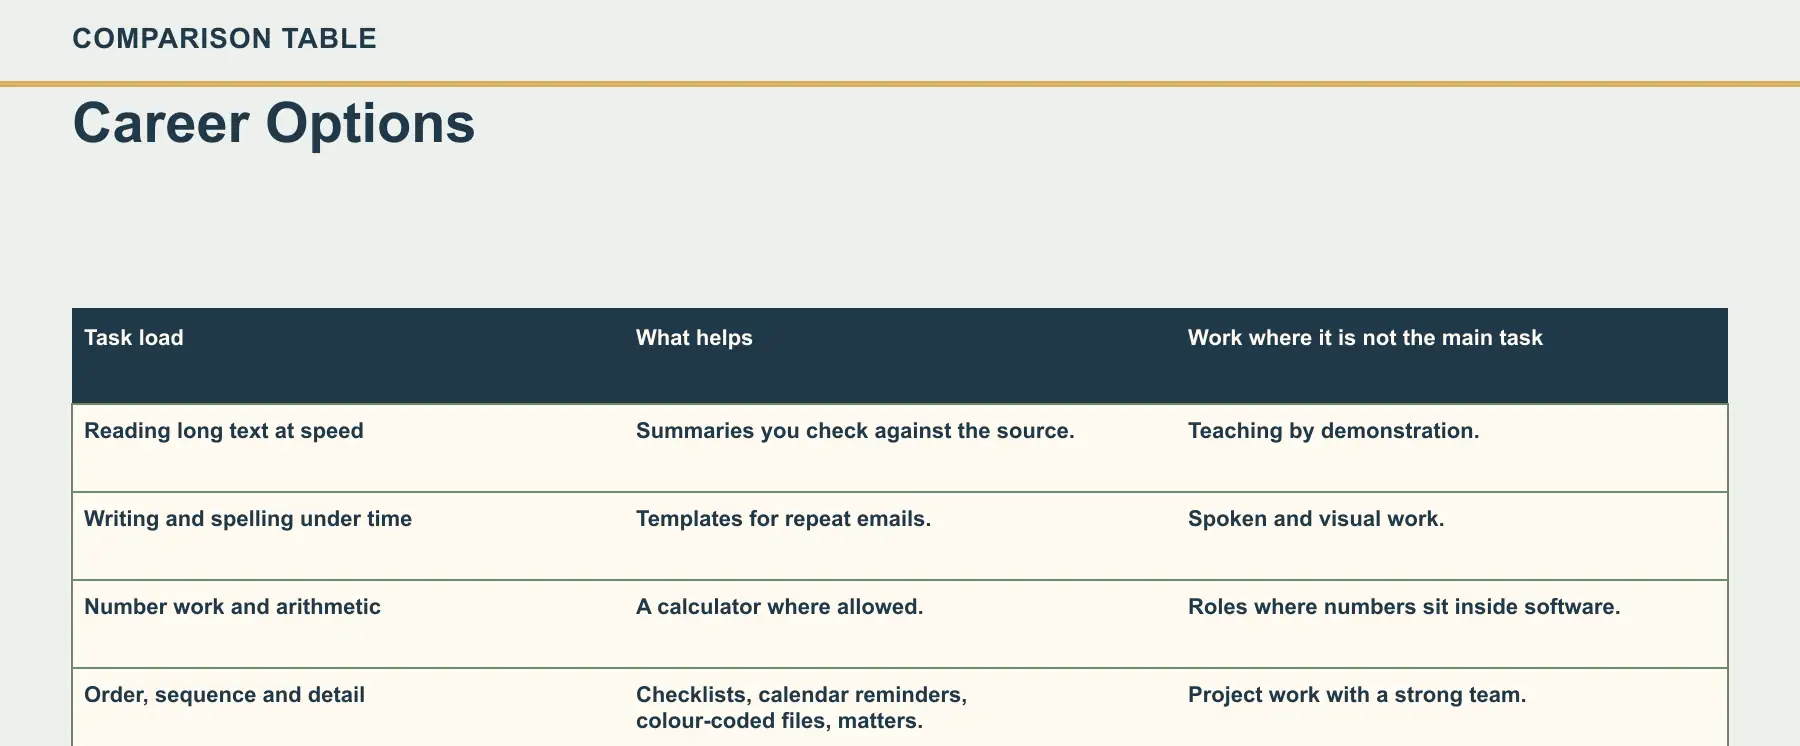 COMPARISON TABLE
Career Options
Task load
What helps
Work where it is not the main task
Reading long text at speed
Summaries you check against the source.
Teaching by demonstration.
Writing and spelling under time
Templates for repeat emails.
Spoken and visual work.
Number work and arithmetic
A calculator where allowed.
Roles where numbers sit inside software.
Order, sequence and detail
Checklists, calendar reminders,
colour-coded files, matters.
Project work with a strong team.